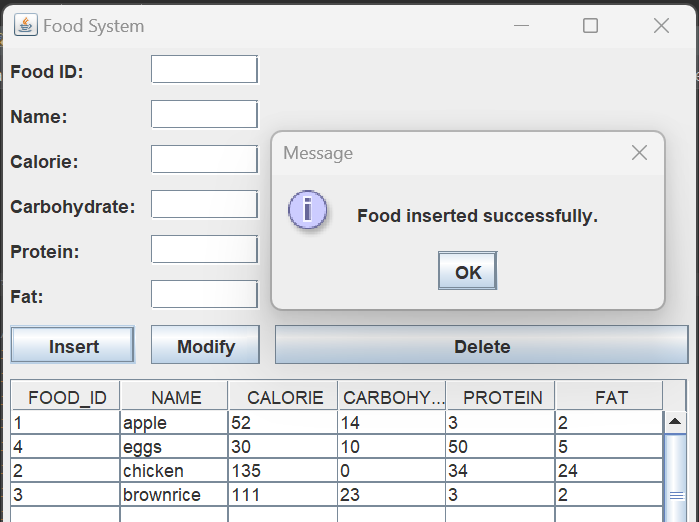 Food System
Food ID:
Name:
Message
Calorie:
Carbohydrate:
Food inserted successfully.
Protein:
OK
Fat:
Insert Modify Delete
FOOD_ID NAME CALORIE CARBOHY... PROTEIN FAT
1 apple 52 14 3 2
4 eggs 30 10 50 5
2 chicken 135 0 34 24
3 brownrice 111 23 3 2